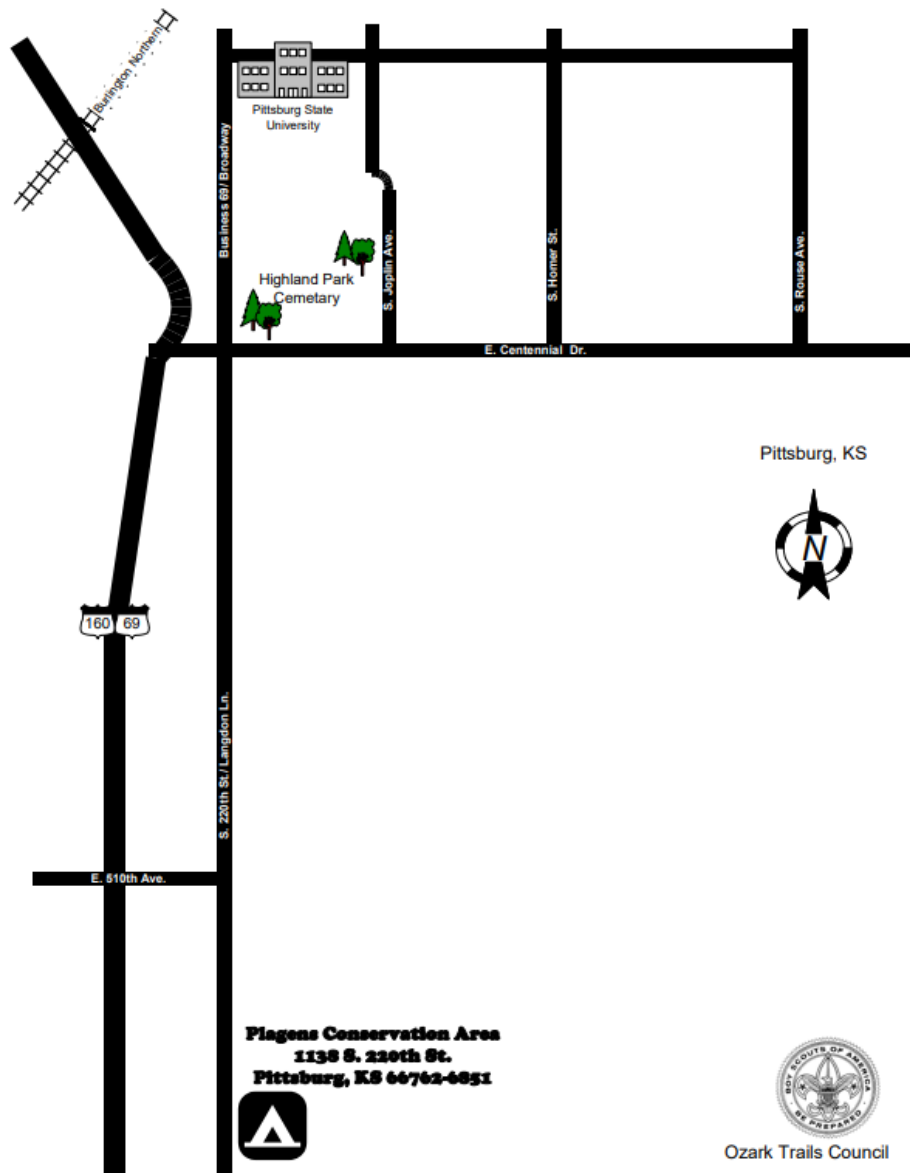 Burlington Northern
Pittsburg State
University
Business 69/ Broadway
S. Joplin Ave.
S. Homer St.
S. Rouse Ave.
Highland Park
Cemetary
E. Centennial Dr.
Pittsburg, KS
N
160 69
S. 220th St./ Langdon Ln.
E. 510th Ave.
Plagens Conservation Area
1138 S. 220th St.
Pittsburg, KS 66762-6851
BOY SCOUTS OF AMERICA
BE PREPARED
Ozark Trails Council